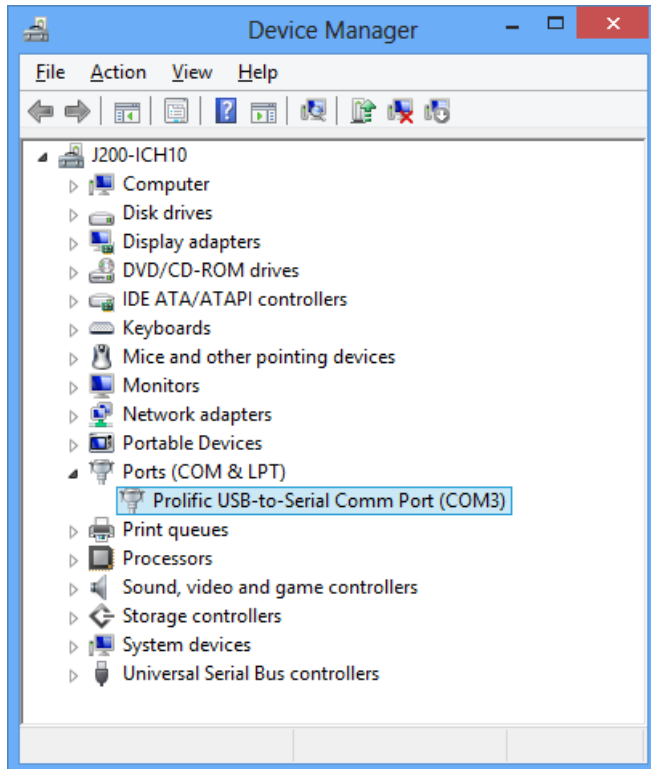 Device Manager
File Action View Help
J200-ICH10
Computer
Disk drives
Display adapters
DVD/CD-ROM drives
IDE ATA/ATAPI controllers
Keyboards
Mice and other pointing devices
Monitors
Network adapters
Portable Devices
Ports (COM & LPT)
Prolific USB-to-Serial Comm Port (COM3)
Print queues
Processors
Sound, video and game controllers
Storage controllers
System devices
Universal Serial Bus controllers